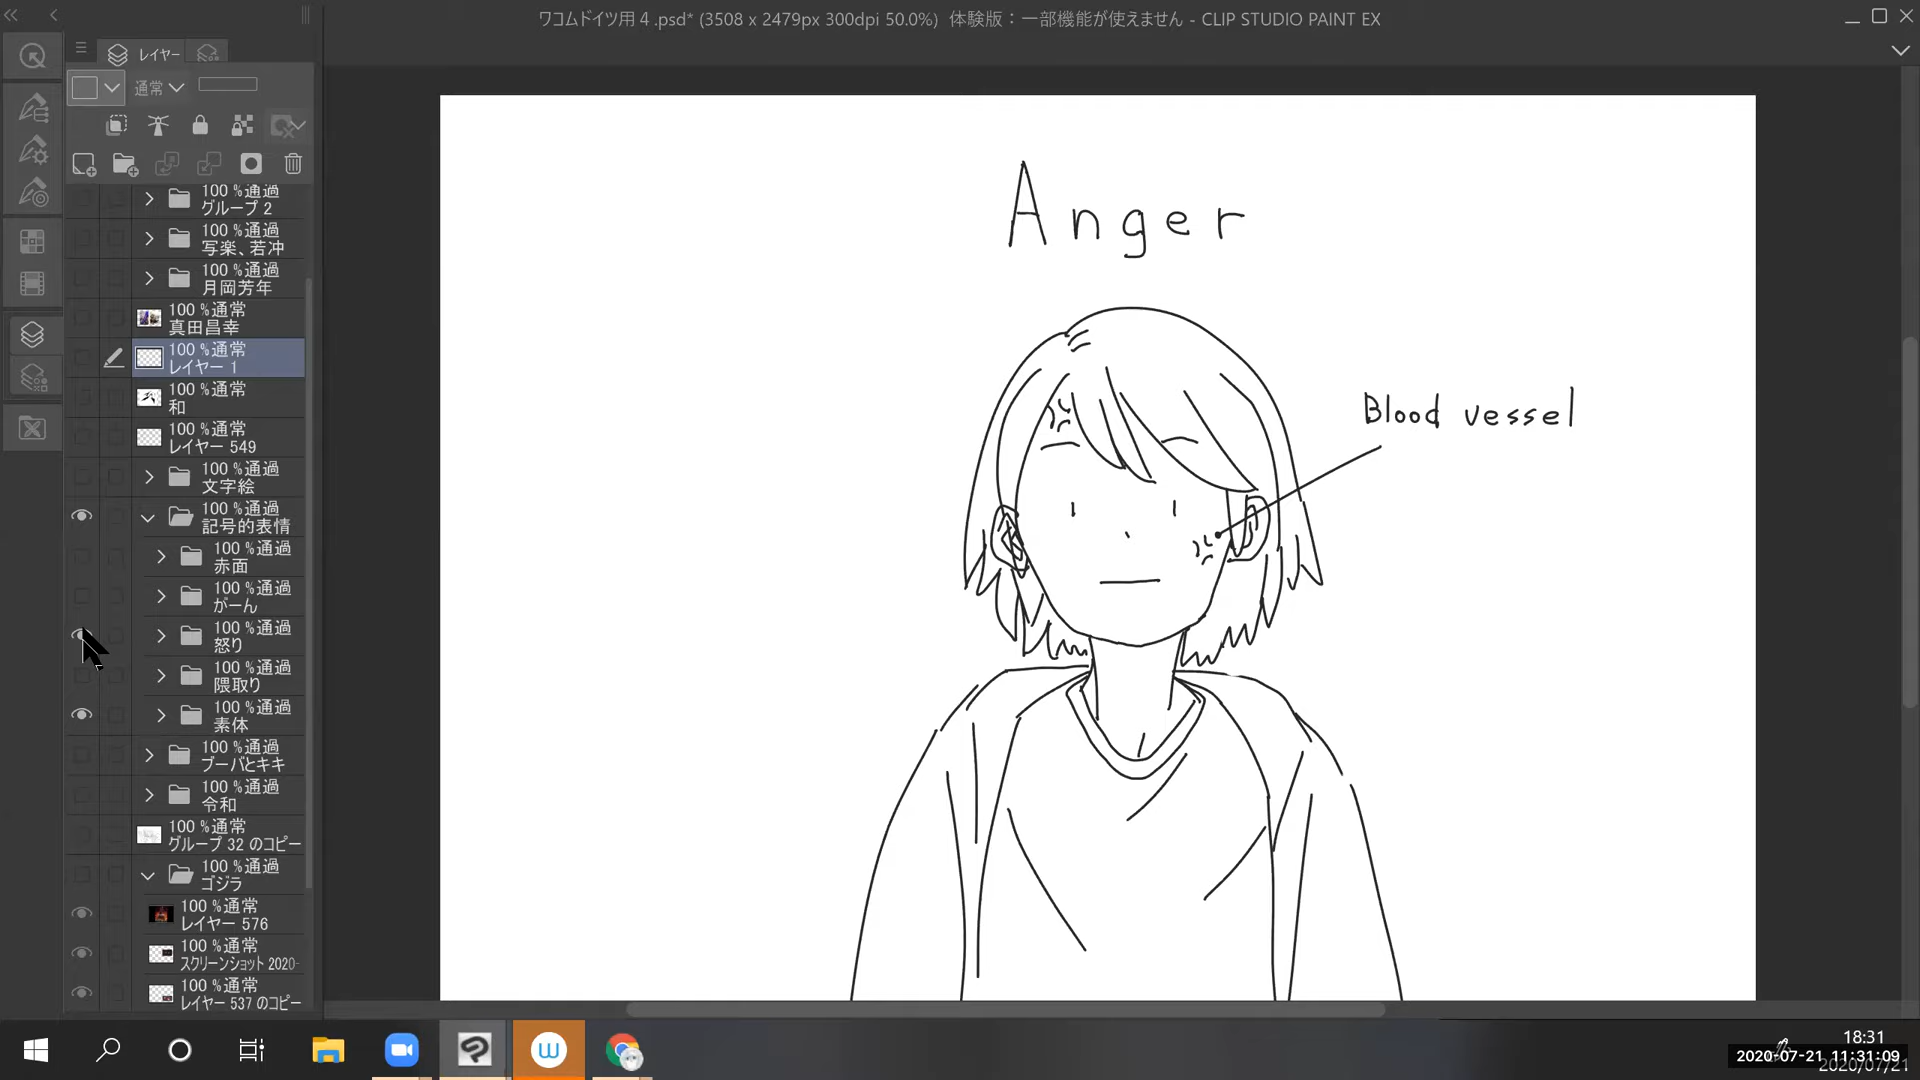 ワコムドイツ用４.psd* (3508 x 2479px 300dpi 50.0%) 体験版：一部機能が使えません - CLIP STUDIO PAINT EX
レイヤー
通常
100 %通過
グループ 2
100 %通過
写楽、若冲
100 %通過
月岡芳年
100 %通常
真田昌幸
100 %通常
レイヤー 1
100 %通常
和
100 %通常
レイヤー 549
100 %通過
文字絵
100 %通過
記号的表情
100 %通過
赤面
100 %通過
がーん
100 %通過
怒り
100 %通過
隈取り
100 %通過
素体
100 %通過
ブーバとキキ
100 %通過
令和
100 %通常
グループ 32 のコピー
100 %通過
ゴジラ
100 %通常
レイヤー 576
100 %通常
スクリーンショット 2020-
100 %通常
レイヤー 537 のコピー
Anger
Blood vessel
18:31
2020-07-21 11:31:09
2020/07/21